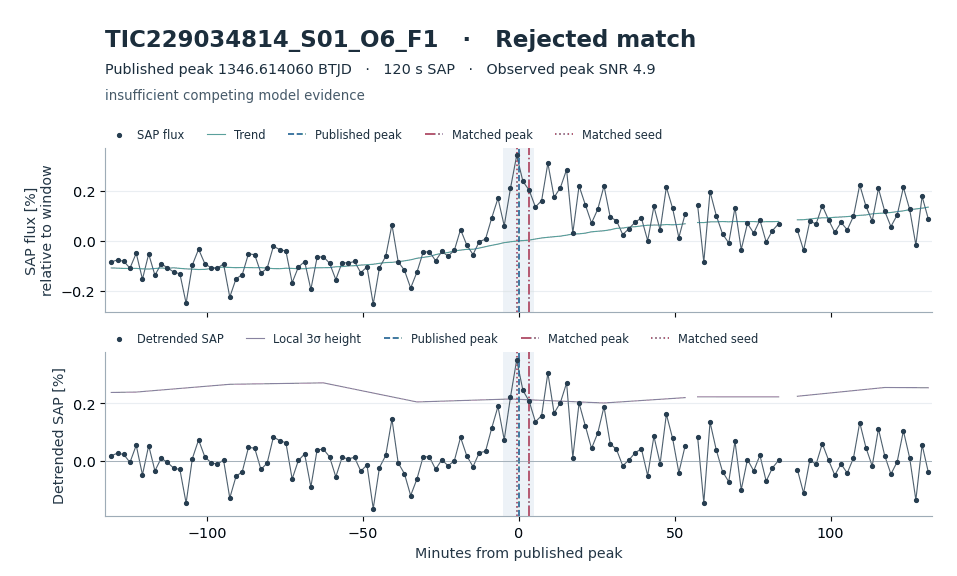 TIC229034814_S01_O6_F1 · Rejected match
Published peak 1346.614060 BTJD · 120 s SAP · Observed peak SNR 4.9
insufficient competing model evidence
SAP flux Trend Published peak Matched peak Matched seed
SAP flux [%]
relative to window
0.2
0.0
−0.2
Detrended SAP Local 3σ height Published peak Matched peak Matched seed
Detrended SAP [%]
0.2
0.0
−100 −50 0 50 100
Minutes from published peak